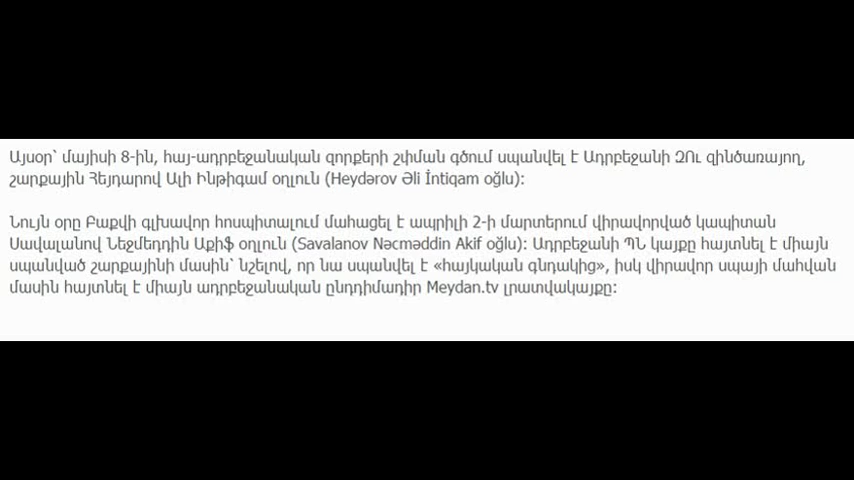 Այսօր՝ մայիսի 8-ին, հայ-ադրբեջանական զորքերի շփման գծում սպանվել է Ադրբեջանի ԶՈւ զինծառայող,
շարքային Հեյդարով Ալի Ինթիգամ օղլուն (Heydərov Əli İntiqam oğlu):
Նույն օրը Բաքվի գլխավոր հոսպիտալում մահացել է ապրիլի 2-ի մարտերում վիրավորված կապիտան
Սավալանով Նեջմեդդին Աքիֆ օղլուն (Savalanov Nəcməddin Akif oğlu): Ադրբեջանի ՊՆ կայքը հայտնել է միայն
սպանված շարքայինի մասին՝ նշելով, որ նա սպանվել է «հայկական գնդակից», իսկ վիրավոր սպայի մահվան
մասին հայտնել է միայն ադրբեջանական ընդդիմադիր Meydan.tv լրատվակայքը: